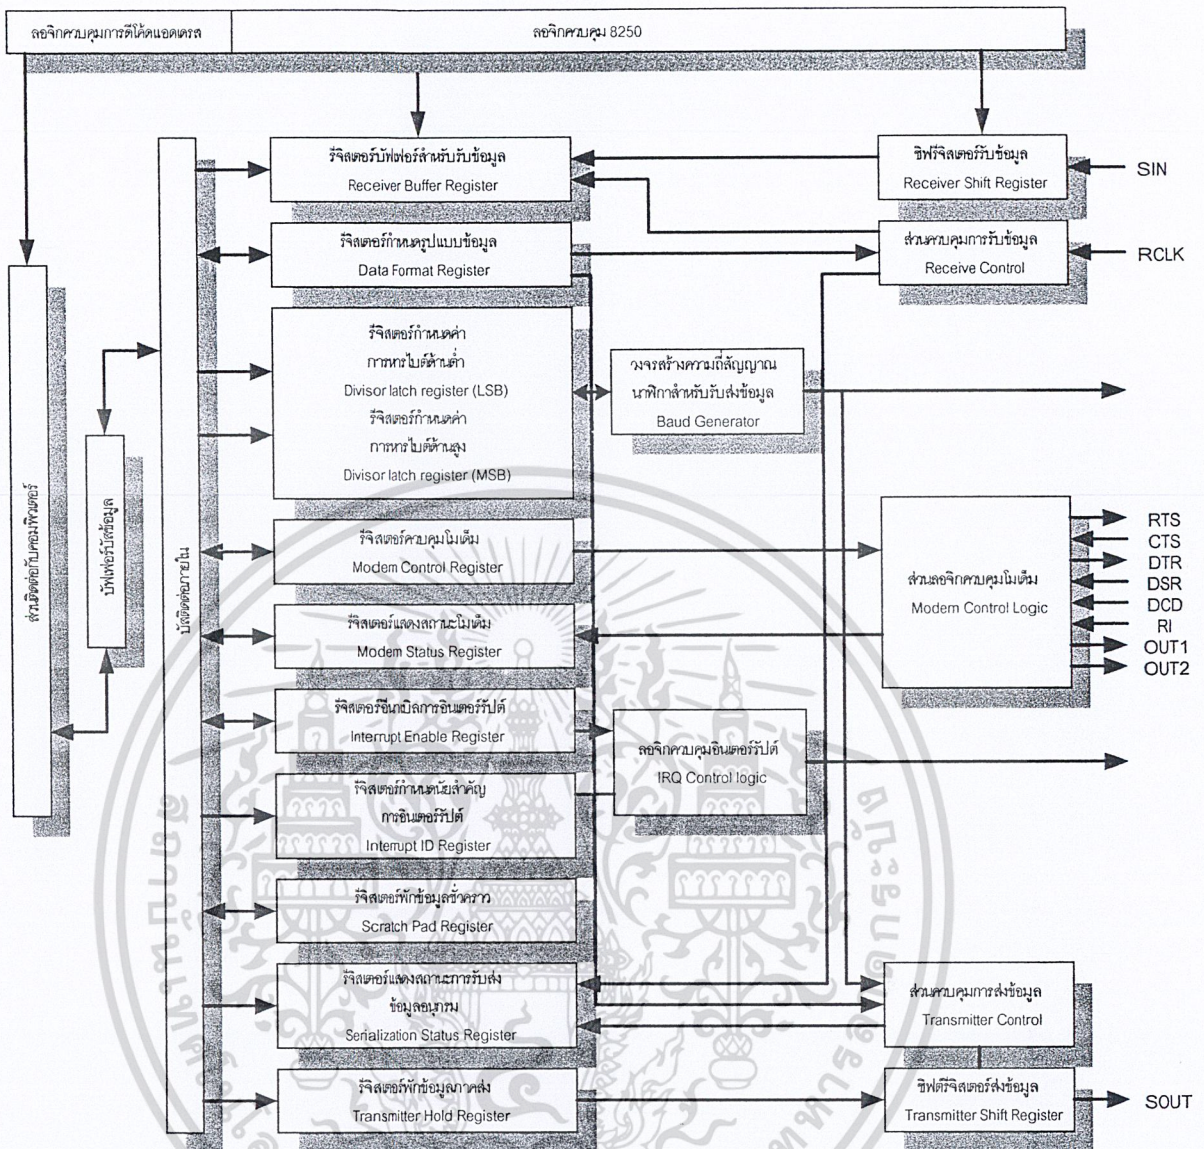 ลอจิกควบคุมการดีโค้ดแอดเดรส
ลอจิกควบคุม 8250
รีจิสเตอร์บัฟเฟอร์สำหรับรับข้อมูล
Receiver Buffer Register
ชิฟรีจิสเตอร์รับข้อมูล
Receiver Shift Register
SIN
รีจิสเตอร์กำหนดรูปแบบข้อมูล
Data Format Register
ส่วนควบคุมการรับข้อมูล
Receive Control
RCLK
รีจิสเตอร์กำหนดค่า
การหารไบต์ด้านต่ำ
Divisor latch register (LSB)
รีจิสเตอร์กำหนดค่า
การหารไบต์ด้านสูง
Divisor latch register (MSB)
วงจรสร้างความถี่สัญญาณ
นาฬิกาสำหรับรับส่งข้อมูล
Baud Generator
ส่วนติดต่อกับคอมพิวเตอร์
บัฟเฟอร์บัสข้อมูล
บัสติดต่อภายใน
รีจิสเตอร์ควบคุมโมเด็ม
Modem Control Register
รีจิสเตอร์แสดงสถานะโมเด็ม
Modem Status Register
ส่วนลอจิกควบคุมโมเด็ม
Modem Control Logic
RTS
CTS
DTR
DSR
DCD
RI
OUT1
OUT2
รีจิสเตอร์อีนาเบิลการอินเตอร์รัปต์
Interrupt Enable Register
ลอจิกควบคุมอินเตอร์รัปต์
IRQ Control logic
รีจิสเตอร์กำหนดนัยสำคัญ
การอินเตอร์รัปต์
Interrupt ID Register
รีจิสเตอร์พักข้อมูลชั่วคราว
Scratch Pad Register
รีจิสเตอร์แสดงสถานะการรับส่ง
ข้อมูลอนุกรม
Serialization Status Register
ส่วนควบคุมการส่งข้อมูล
Transmitter Control
รีจิสเตอร์พักข้อมูลภาคส่ง
Transmitter Hold Register
ชิฟต์รีจิสเตอร์ส่งข้อมูล
Transmitter Shift Register
SOUT